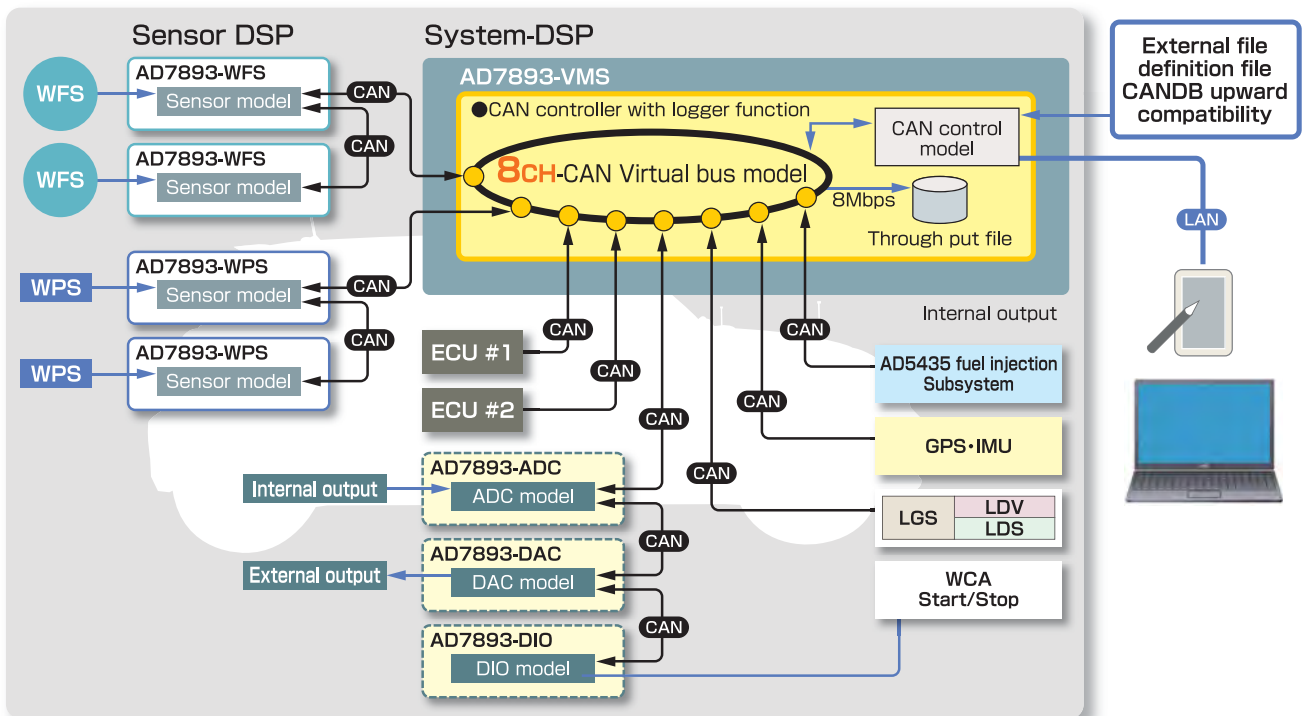 Sensor DSP
System-DSP
WFS
AD7893-WFS
Sensor model
CAN
WFS
AD7893-WFS
Sensor model
CAN
WPS
AD7893-WPS
Sensor model
CAN
WPS
AD7893-WPS
Sensor model
CAN
AD7893-VMS
●CAN controller with logger function
8CH-CAN Virtual bus model
CAN control
model
8Mbps
Through put file
External file
definition file
CANDB upward
compatibility
LAN
Internal output
ECU #1
CAN
ECU #2
CAN
CAN
CAN
CAN
CAN
AD5435 fuel injection
Subsystem
GPS・IMU
LGS
LDV
LDS
WCA
Start/Stop
Internal output
AD7893-ADC
ADC model
CAN
External output
AD7893-DAC
DAC model
CAN
AD7893-DIO
DIO model